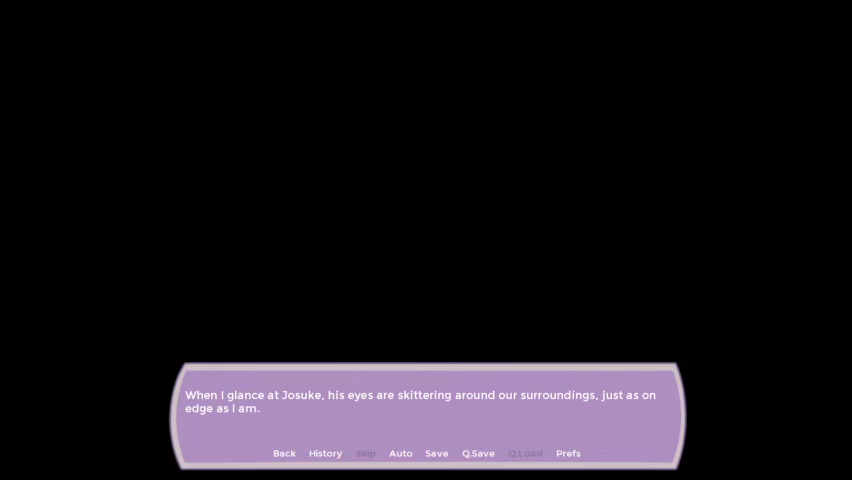 When I glance at Josuke, his eyes are skittering around our surroundings, just as on
edge as I am.
Back History Skip Auto Save Q.Save Q.Load Prefs